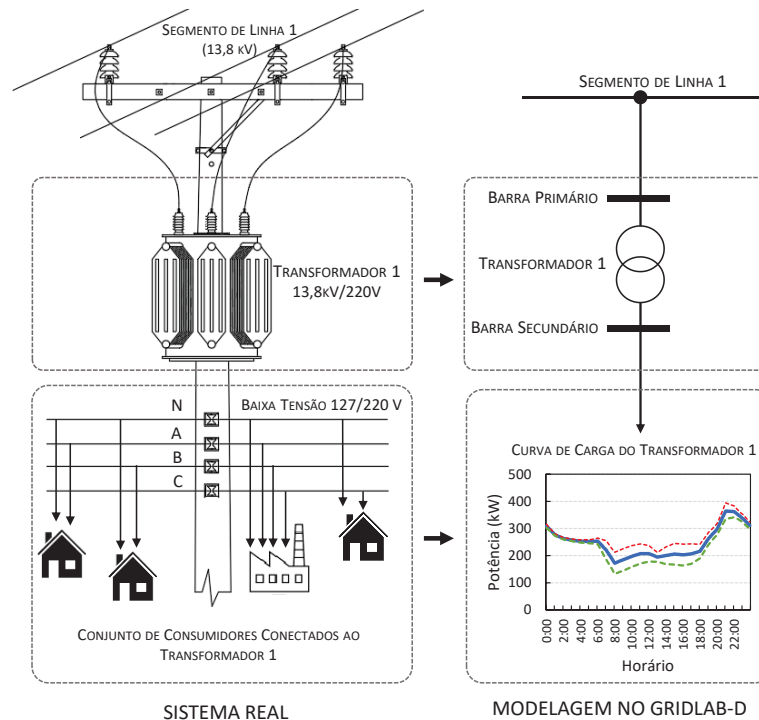 SEGMENTO DE LINHA 1
(13,8 KV)
TRANSFORMADOR 1
13,8KV/220V
BAIXA TENSÃO 127/220 V
N
A
B
C
CONJUNTO DE CONSUMIDORES CONECTADOS AO
TRANSFORMADOR 1
SISTEMA REAL
SEGMENTO DE LINHA 1
BARRA PRIMÁRIO
TRANSFORMADOR 1
BARRA SECUNDÁRIO
CURVA DE CARGA DO TRANSFORMADOR 1
Potência (kW)
500
400
300
200
100
0
0:00
2:00
4:00
6:00
8:00
10:00
12:00
14:00
16:00
18:00
20:00
22:00
Horário
MODELAGEM NO GRIDLAB-D